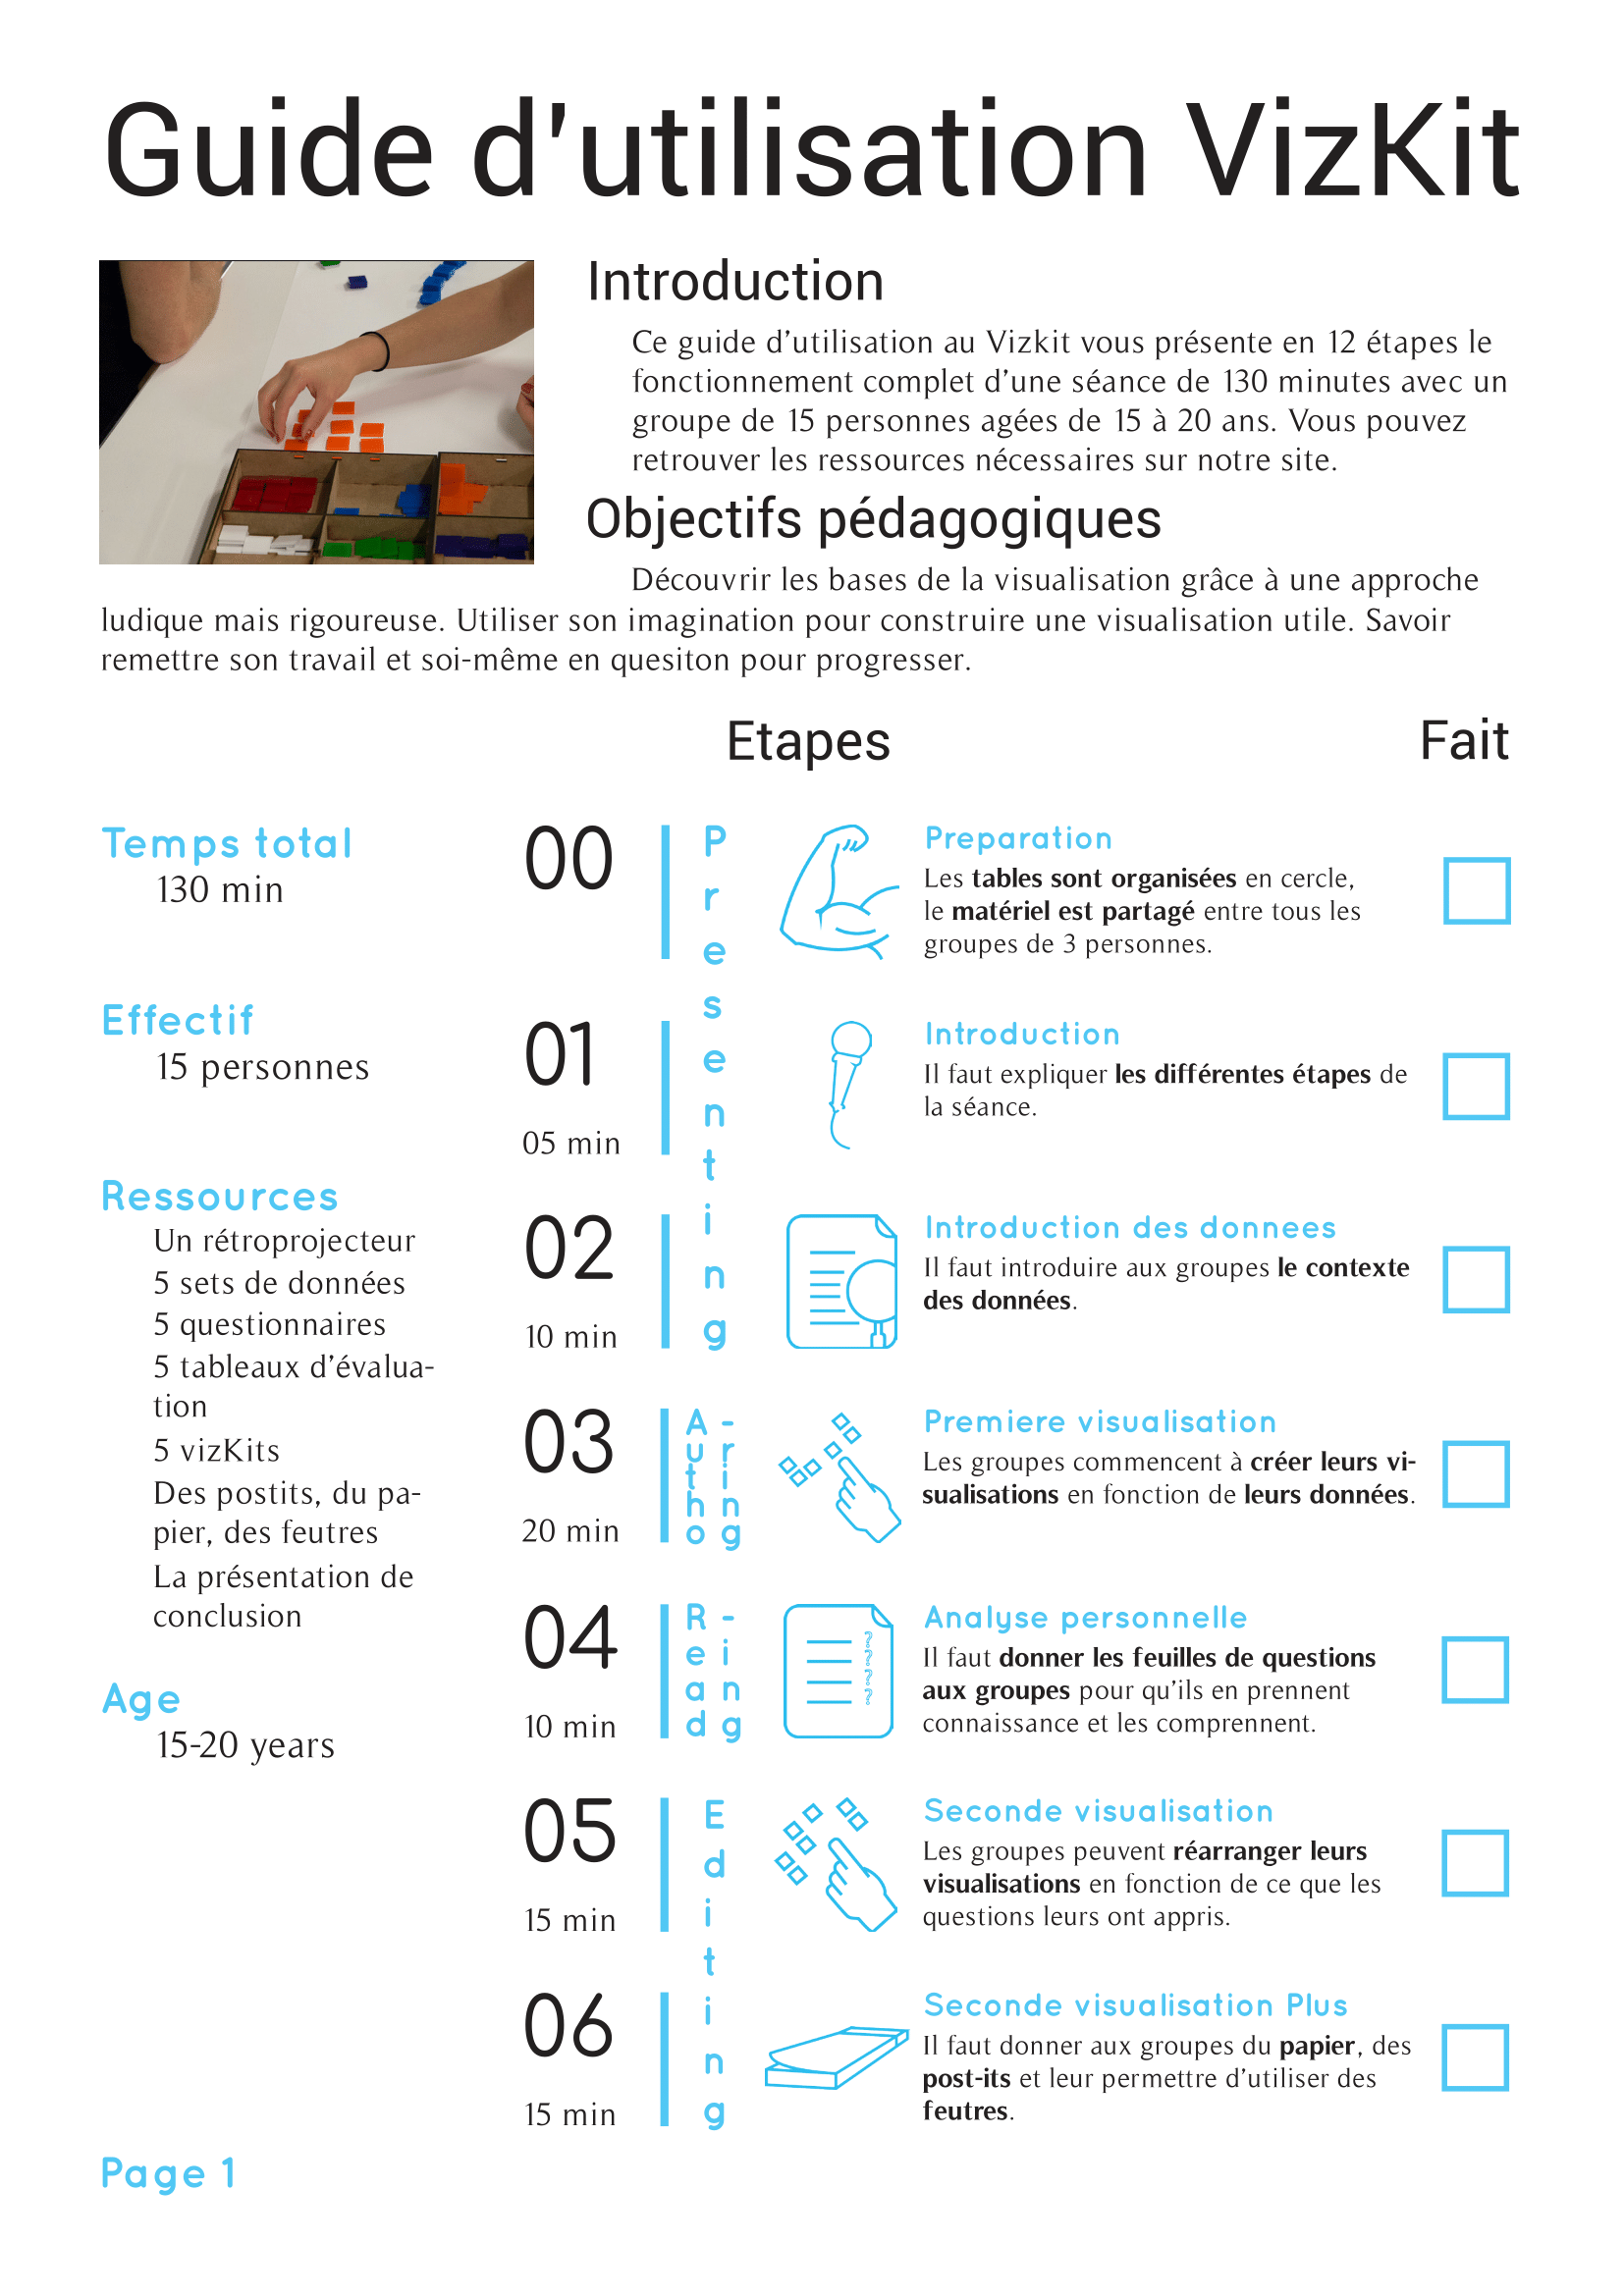 Guide d'utilisation VizKit
Introduction
Ce guide d'utilisation au Vizkit vous présente en 12 étapes le
fonctionnement complet d'une séance de 130 minutes avec un
groupe de 15 personnes agées de 15 à 20 ans. Vous pouvez
retrouver les ressources nécessaires sur notre site.
Objectifs pédagogiques
Découvrir les bases de la visualisation grâce à une approche
ludique mais rigoureuse. Utiliser son imagination pour construire une visualisation utile. Savoir
remettre son travail et soi-même en quesiton pour progresser.
Etapes
Fait
Temps total
130 min
Effectif
15 personnes
Ressources
Un rétroprojecteur
5 sets de données
5 questionnaires
5 tableaux d'évalua-
tion
5 vizKits
Des postits, du pa-
pier, des feutres
La présentation de
conclusion
Age
15-20 years
Presenting
00
Preparation
Les tables sont organisées en cercle,
le matériel est partagé entre tous les
groupes de 3 personnes.
01
05 min
Introduction
Il faut expliquer les différentes étapes de
la séance.
02
10 min
Introduction des donnees
Il faut introduire aux groupes le contexte
des données.
03
20 min
Autho-
ring
Premiere visualisation
Les groupes commencent à créer leurs vi-
sualisations en fonction de leurs données.
04
10 min
Read-
ing
? ? ? ?
Analyse personnelle
Il faut donner les feuilles de questions
aux groupes pour qu'ils en prennent
connaissance et les comprennent.
Editing
05
15 min
Seconde visualisation
Les groupes peuvent réarranger leurs
visualisations en fonction de ce que les
questions leurs ont appris.
06
15 min
Seconde visualisation Plus
Il faut donner aux groupes du papier, des
post-its et leur permettre d'utiliser des
feutres.
Page 1